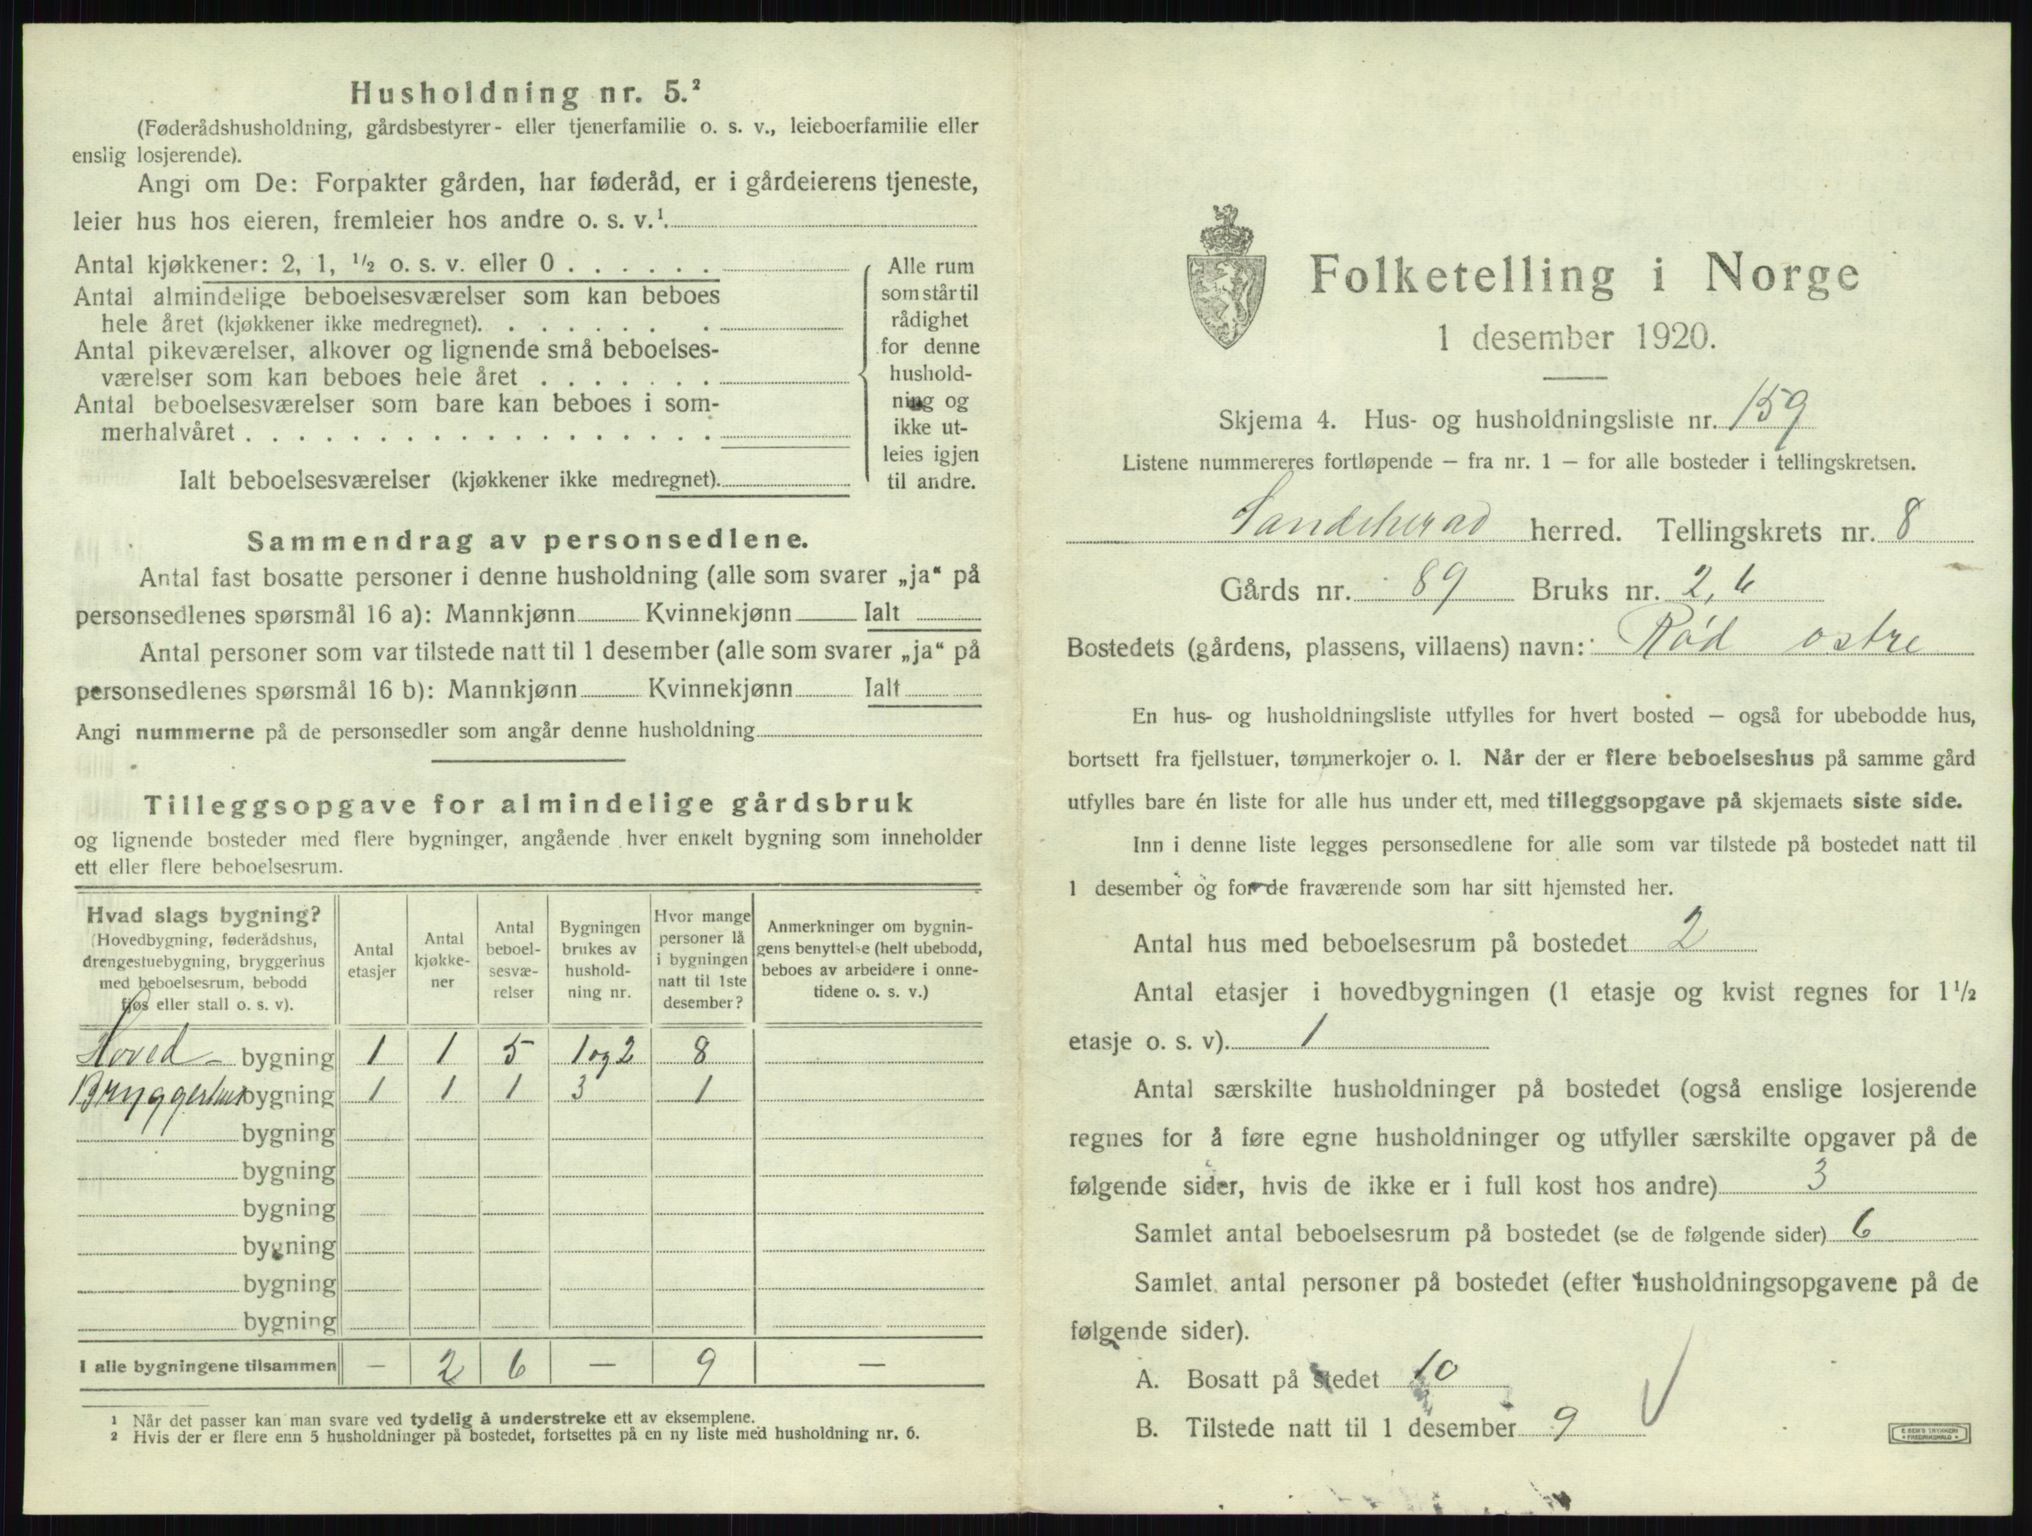 Husholdning nr. 5.²
(Føderådshusholdning, gårdsbestyrer- eller tjenerfamilie o. s. v., leieboerfamilie eller
enslig losjerende).
Angi om De: Forpakter gården, har føderåd, er i gårdeierens tjeneste,
leier hus hos eieren, fremleier hos andre o. s. v.¹
Antal kjøkkener: 2, 1, ½ o. s. v. eller 0
Antal almindelige beboelsesværelser som kan beboes
hele året (kjøkkener ikke medregnet)
Antal pikeværelser, alkover og lignende små beboelses-
værelser som kan beboes hele året
Antal beboelsesværelser som bare kan beboes i som-
merhalvåret
Ialt beboelsesværelser (kjøkkener ikke medregnet)
Alle rum
som står til
rådighet
for denne
hushold-
ning og
ikke ut-
leies igjen
til andre.
Sammendrag av personsedlene.
Antal fast bosatte personer i denne husholdning (alle som svarer „ja“ på
personsedlenes spørsmål 16 a): Mannkjønn Kvinnekjønn Ialt
Antal personer som var tilstede natt til 1 desember (alle som svarer „ja“ på
personsedlenes spørsmål 16 b): Mannkjønn Kvinnekjønn Ialt
Angi nummerne på de personsedler som angår denne husholdning
Tilleggsopgave for almindelige gårdsbruk
og lignende bosteder med flere bygninger, angående hver enkelt bygning som inneholder
ett eller flere beboelsesrum.
Hvad slags bygning?
(Hovedbygning, føderådshus,
drengestuebygning, bryggerhus
med beboelsesrum, bebodd
fjøs eller stall o. s. v).
Antal
etasjer
Antal
kjøkke-
ner
Antal
beboel-
sesvæ-
relser
Bygningen
brukes av
hushold-
ning nr.
Hvor mange
personer lå
i bygningen
natt til 1ste
desember?
Anmerkninger om bygnin-
gens benyttelse (helt ubebodd,
beboes av arbeidere i onne-
tidene o. s. v.)
Hoved- bygning 1 1 5 1 og 2 8
Bryggerhus bygning 1 1 1 3 1
bygning
bygning
bygning
bygning
bygning
bygning
I alle bygningene tilsammen — 2 6 — 9 —
¹ Når det passer kan man svare ved tydelig å understreke ett av eksemplene.
² Hvis der er flere enn 5 husholdninger på bostedet, fortsettes på en ny liste med husholdning nr. 6.
Folketelling i Norge
1 desember 1920.
Skjema 4. Hus- og husholdningsliste nr. 159
Listene nummereres fortløpende — fra nr. 1 — for alle bosteder i tellingskretsen.
Sandeherad herred. Tellingskrets nr. 8
Gårds nr. 89 Bruks nr. 2, 6
Bostedets (gårdens, plassens, villaens) navn: Rød østre
En hus- og husholdningsliste utfylles for hvert bosted — også for ubebodde hus,
bortsett fra fjellstuer, tømmerkojer o. l. Når der er flere beboelseshus på samme gård
utfylles bare én liste for alle hus under ett, med tilleggsopgave på skjemaets siste side.
Inn i denne liste legges personsedlene for alle som var tilstede på bostedet natt til
1 desember og for de fraværende som har sitt hjemsted her.
Antal hus med beboelsesrum på bostedet 2
Antal etasjer i hovedbygningen (1 etasje og kvist regnes for 1½
etasje o. s. v). 1
Antal særskilte husholdninger på bostedet (også enslige losjerende
regnes for å føre egne husholdninger og utfyller særskilte opgaver på de
følgende sider, hvis de ikke er i full kost hos andre) 3
Samlet antal beboelsesrum på bostedet (se de følgende sider) 6
Samlet antal personer på bostedet (efter husholdningsopgavene på de
følgende sider).
A. Bosatt på stedet 10
B. Tilstede natt til 1 desember 9
E SEM'S TRYKKERI
FREDRIKSHALD